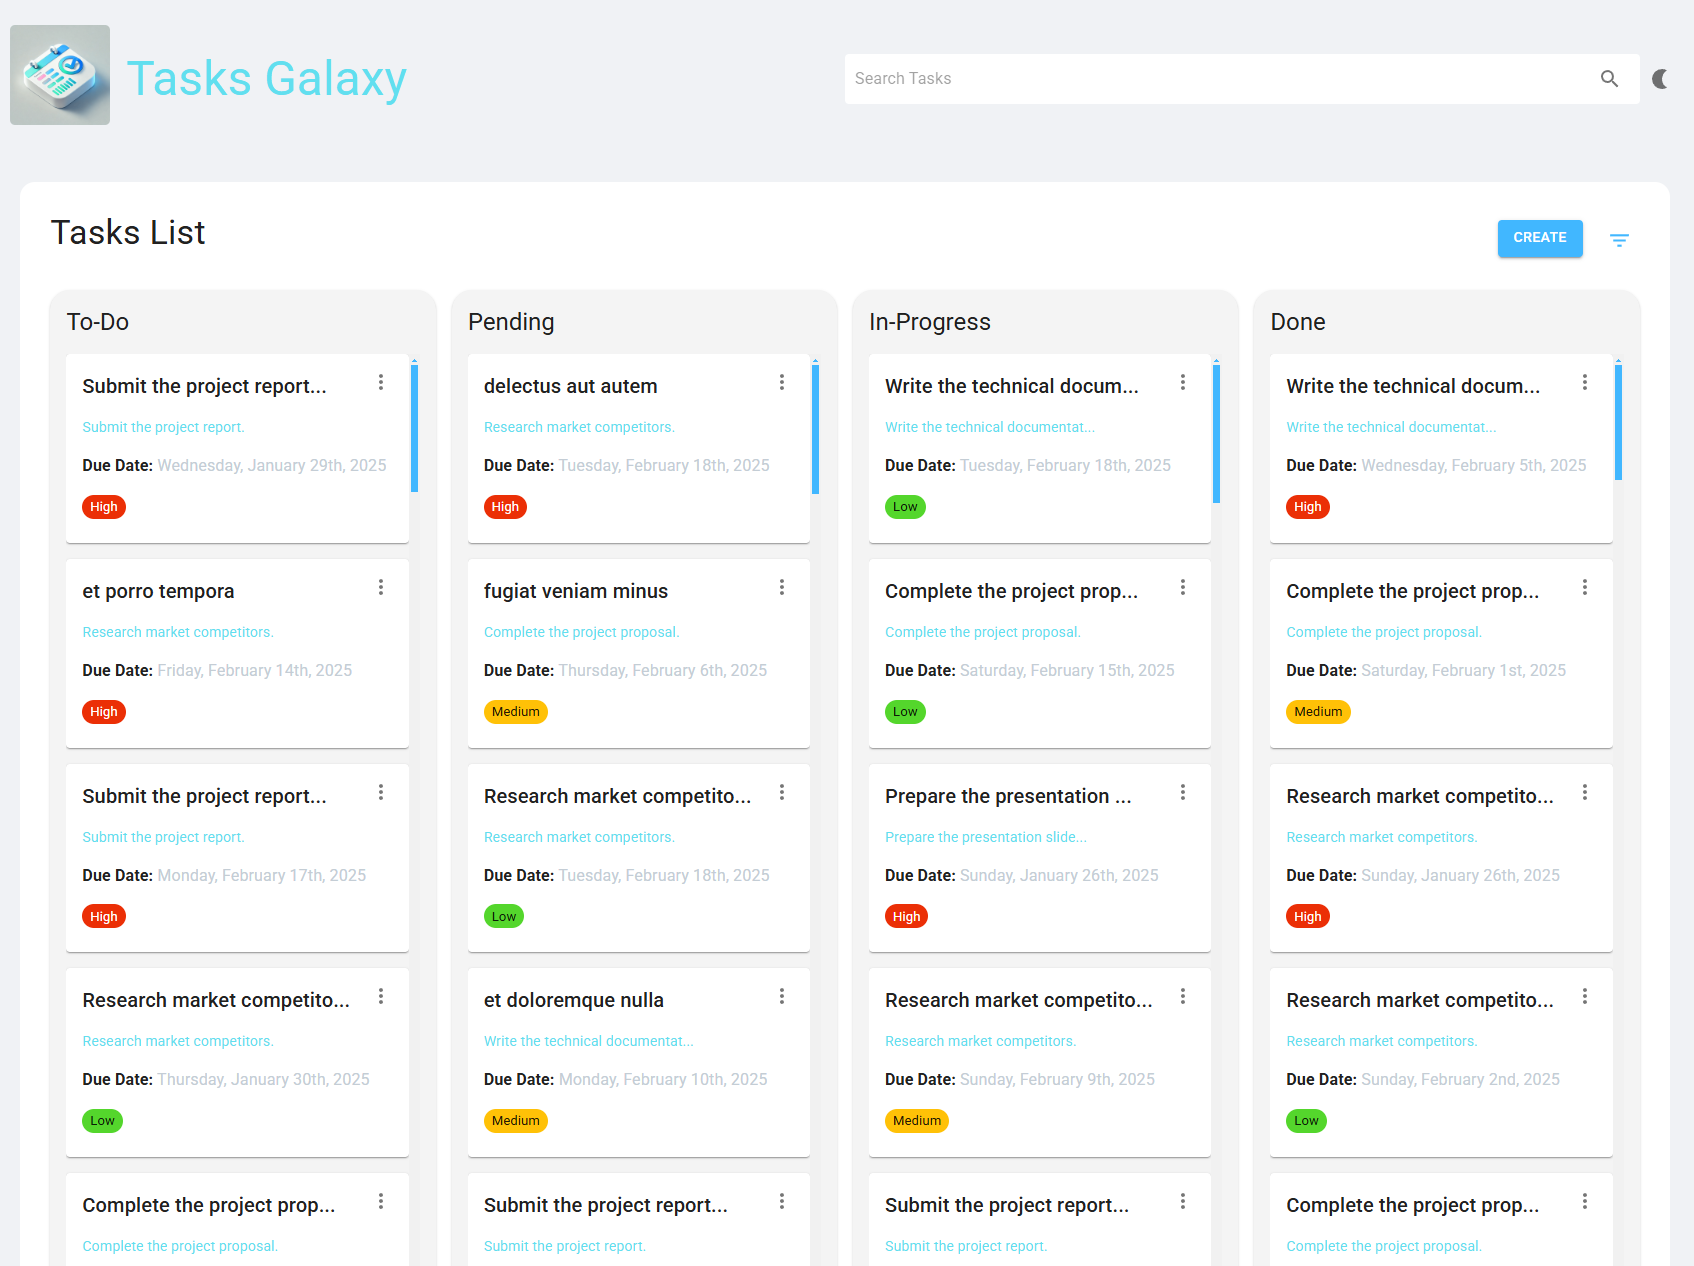 Tasks Galaxy
Search Tasks
Tasks List
CREATE
To-Do
Submit the project report...
Submit the project report.
Due Date: Wednesday, January 29th, 2025
High
et porro tempora
Research market competitors.
Due Date: Friday, February 14th, 2025
High
Submit the project report...
Submit the project report.
Due Date: Monday, February 17th, 2025
High
Research market competito...
Research market competitors.
Due Date: Thursday, January 30th, 2025
Low
Complete the project prop...
Complete the project proposal.
Pending
delectus aut autem
Research market competitors.
Due Date: Tuesday, February 18th, 2025
High
fugiat veniam minus
Complete the project proposal.
Due Date: Thursday, February 6th, 2025
Medium
Research market competito...
Research market competitors.
Due Date: Tuesday, February 18th, 2025
Low
et doloremque nulla
Write the technical documentat...
Due Date: Monday, February 10th, 2025
Medium
Submit the project report...
Submit the project report.
In-Progress
Write the technical docum...
Write the technical documentat...
Due Date: Tuesday, February 18th, 2025
Low
Complete the project prop...
Complete the project proposal.
Due Date: Saturday, February 15th, 2025
Low
Prepare the presentation ...
Prepare the presentation slide...
Due Date: Sunday, January 26th, 2025
High
Research market competito...
Research market competitors.
Due Date: Sunday, February 9th, 2025
Medium
Submit the project report...
Submit the project report.
Done
Write the technical docum...
Write the technical documentat...
Due Date: Wednesday, February 5th, 2025
High
Complete the project prop...
Complete the project proposal.
Due Date: Saturday, February 1st, 2025
Medium
Research market competito...
Research market competitors.
Due Date: Sunday, January 26th, 2025
High
Research market competito...
Research market competitors.
Due Date: Sunday, February 2nd, 2025
Low
Complete the project prop...
Complete the project proposal.